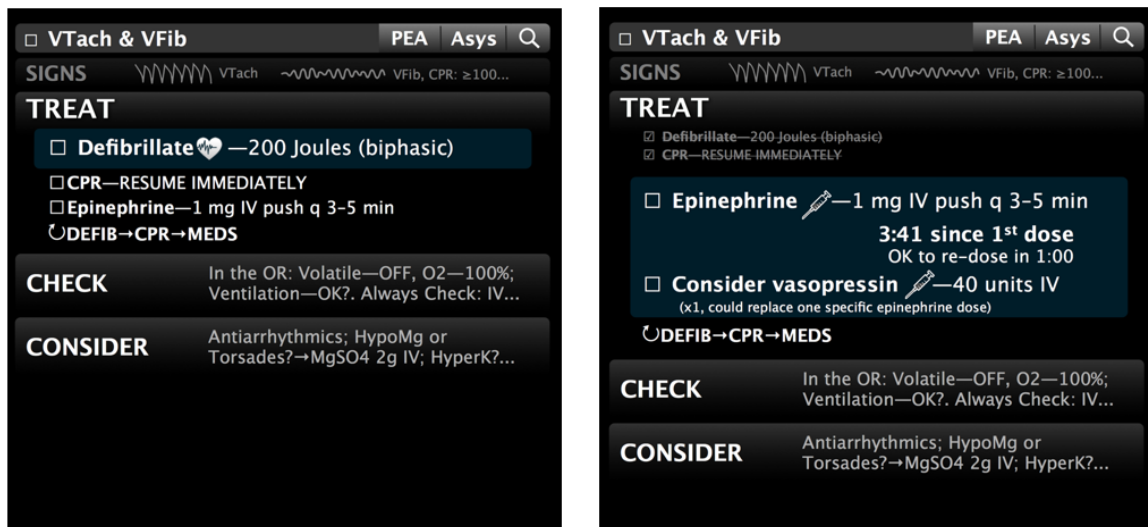 ☐ VTach & VFib PEA Asys
SIGNS VTach VFib, CPR: ≥100...
TREAT
☐ Defibrillate —200 Joules (biphasic)
☐ CPR—RESUME IMMEDIATELY
☐ Epinephrine—1 mg IV push q 3–5 min
↻DEFIB→CPR→MEDS
CHECK In the OR: Volatile—OFF, O2—100%;
Ventilation—OK?. Always Check: IV...
CONSIDER Antiarrhythmics; HypoMg or
Torsades?→MgSO4 2g IV; HyperK?...
☐ VTach & VFib PEA Asys
SIGNS VTach VFib, CPR: ≥100...
TREAT
☑ Defibrillate—200 Joules (biphasic)
☑ CPR—RESUME IMMEDIATELY
☐ Epinephrine —1 mg IV push q 3–5 min
3:41 since 1st dose
OK to re-dose in 1:00
☐ Consider vasopressin —40 units IV
(x1, could replace one specific epinephrine dose)
↻DEFIB→CPR→MEDS
CHECK In the OR: Volatile—OFF, O2—100%;
Ventilation—OK?. Always Check: IV...
CONSIDER Antiarrhythmics; HypoMg or
Torsades?→MgSO4 2g IV; HyperK?...